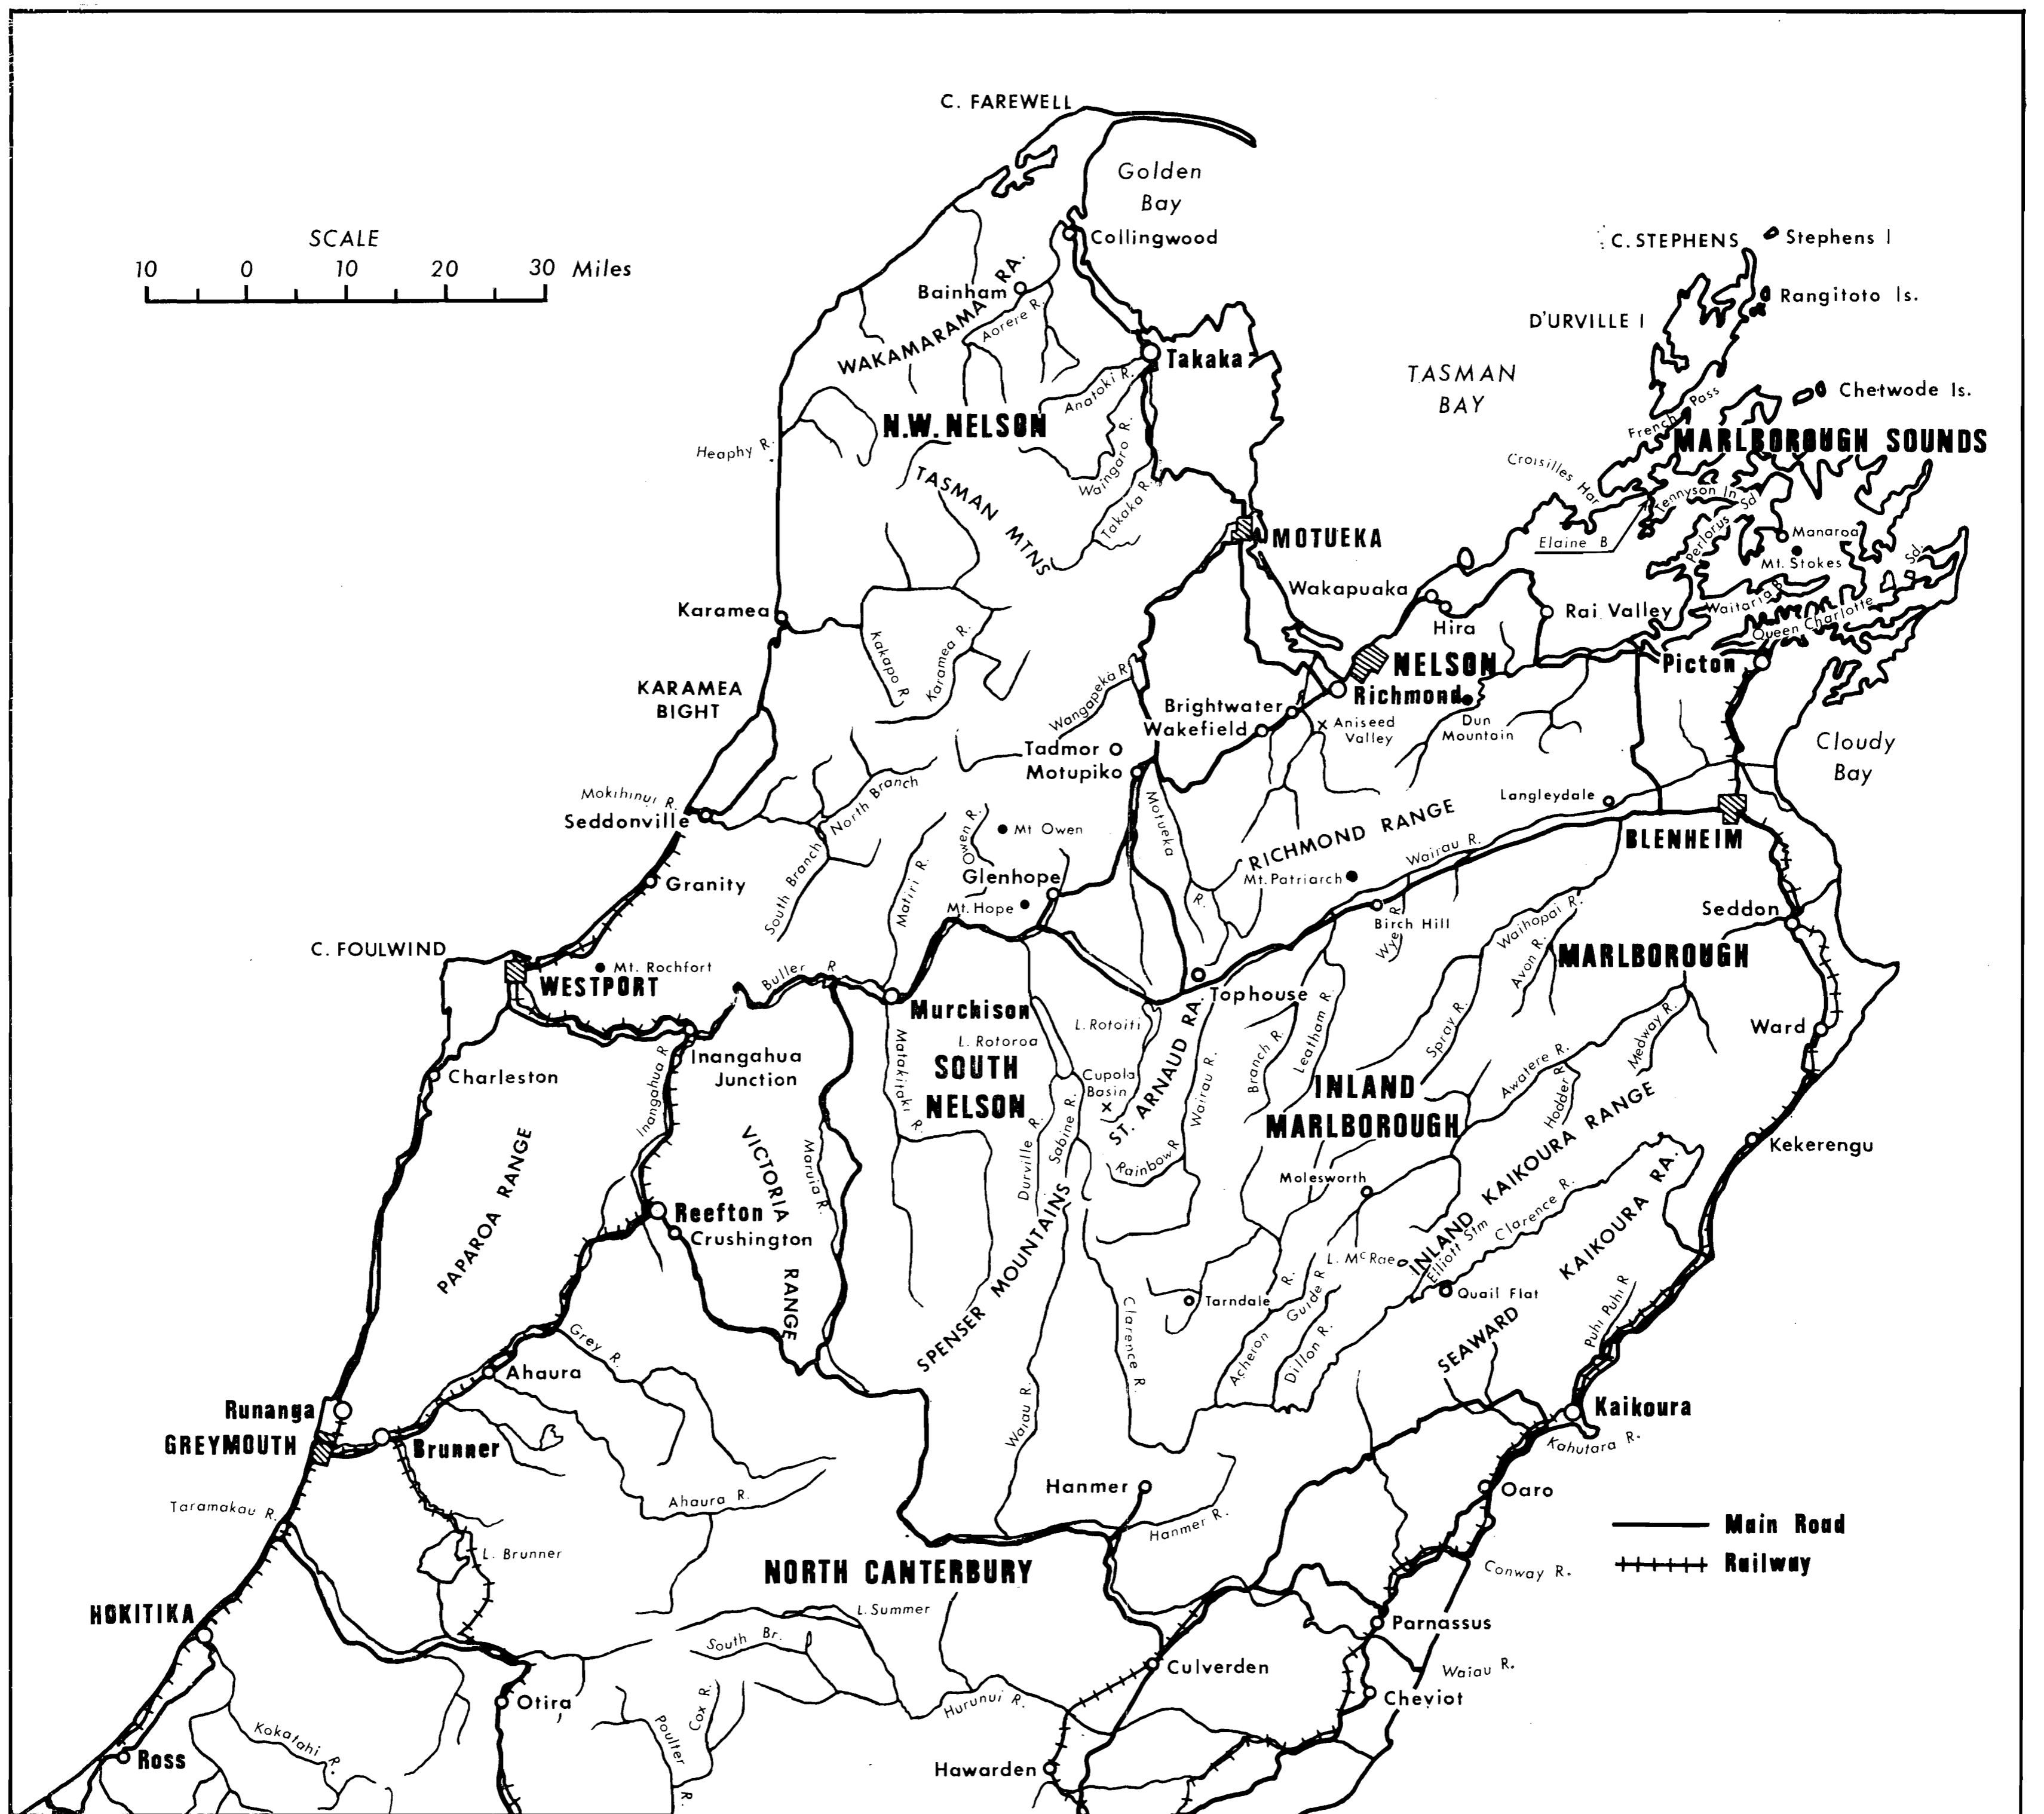 C. FAREWELL
Golden
Bay
SCALE
10 0 10 20 30 Miles
Collingwood
C. STEPHENS
Stephens I
Bainham
WAKAMARAMA RA.
Aorere R.
Rangitoto Is.
D'URVILLE I
Takaka
Anatoki R.
TASMAN
BAY
Chetwode Is.
French Pass
N.W. NELSON
MARLBOROUGH SOUNDS
Heaphy R.
Waingaro R.
Croisilles Har
TASMAN MTNS
Takaka R.
Tennyson In
Perlorus Sd
MOTUEKA
Elaine B
Manaroa
Mt. Stokes
Wakapuaka
Waitaria B
Queen Charlotte Sd.
Karamea
Hira
Rai Valley
Kakapo R
Karamea R.
NELSON
Picton
KARAMEA
BIGHT
Wangapeka R
Richmond
Brightwater
Wakefield
Aniseed
Valley
Dun
Mountain
Tadmor
Motupiko
Cloudy
Bay
Mokihinui R.
Seddonville
North Branch
Motueka
R.
Langleydale
Owen R.
Mt Owen
RICHMOND RANGE
Wairau R.
BLENHEIM
South Branch
Matiri R.
Granity
Glenhope
Mt. Patriarch
Mt. Hope
Birch Hill
Wye R
Waihopai R.
Seddon
C. FOULWIND
Mt. Rochfort
Buller R
Avon R.
MARLBOROUGH
WESTPORT
Murchison
Tophouse
L. Rotoiti
L. Rotoroa
Leatham R.
Branch R.
Spray R.
Medway R.
Ward
Inangahua
Junction
Inangahua R
Matakitaki R.
SOUTH
NELSON
Charleston
Cupola
Basin
ST. ARNAUD RA.
Wairau R.
INLAND
MARLBOROUGH
Awatere R.
Hodder R
PAPAROA RANGE
VICTORIA RANGE
Maruia R.
Durville R.
Sabine R.
Rainbow R
INLAND KAIKOURA RANGE
Kekerengu
Molesworth
Reefton
Crushington
SPENSER MOUNTAINS
Clarence R.
L. McRae
Elliott Stm
SEAWARD KAIKOURA RA.
Quail Flat
Tarndale
Guide R
Acheron R.
Dillon R.
Puhi Puhi R
Clarence R.
Grey R.
Ahaura
Waiau R.
Runanga
GREYMOUTH
Brunner
Kaikoura
Kahutara R.
Ahaura R.
Hanmer
Oaro
Taramakau R.
Hanmer R.
Main Road
L. Brunner
Railway
NORTH CANTERBURY
Conway R.
HOKITIKA
L. Summer
South Br.
Parnassus
Culverden
Waiau R.
Otira
Cox R.
Hurunui R.
Cheviot
Kokatahi R.
Poulter R.
Ross
Hawarden